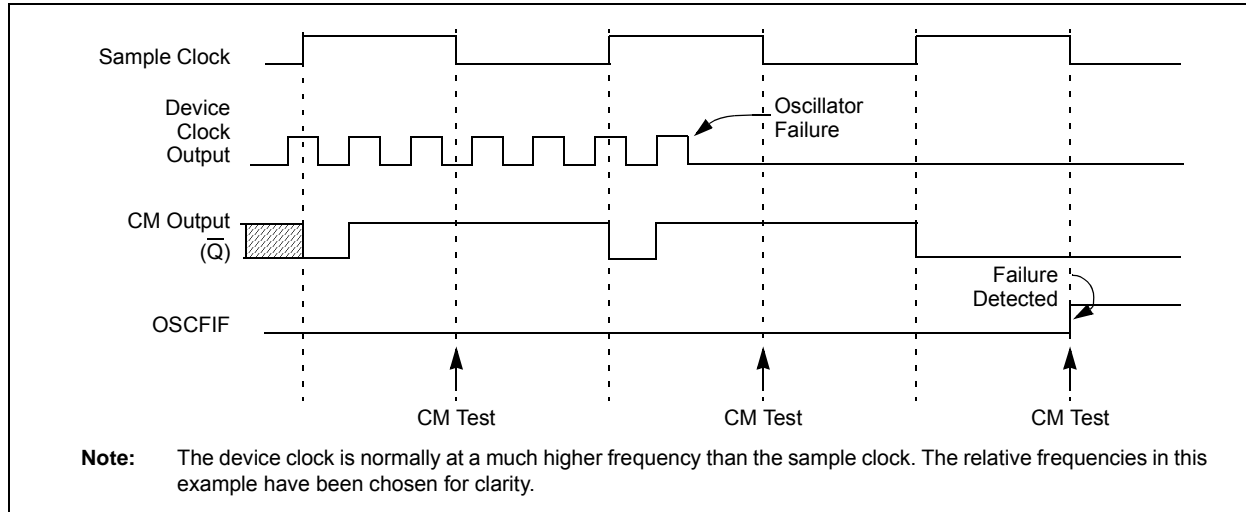 Sample Clock
Device
Clock
Output
Oscillator
Failure
CM Output
(Q̅)
Failure
Detected
OSCFIF
CM Test
CM Test
CM Test
Note: The device clock is normally at a much higher frequency than the sample clock. The relative frequencies in this
example have been chosen for clarity.